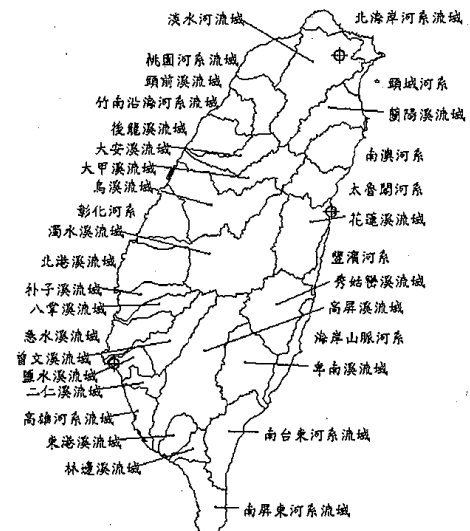 淡水河流域
北海岸河系流域
桃園河系流域
頭前溪流域
竹南沿海河系流域
後龍溪流域
大安溪流域
大甲溪流域
烏溪流域
彰化河系
濁水溪流域
北港溪流域
朴子溪流域
八掌溪流域
急水溪流域
曾文溪流域
鹽水溪流域
二仁溪流域
高雄河系流域
東港溪流域
林邊溪流域
頭城河系
蘭陽溪流域
南澳河系
太魯閣河系
花蓮溪流域
豐濱河系
秀姑巒溪流域
高屏溪流域
海岸山脈河系
卑南溪流域
南台東河系流域
南屏東河系流域